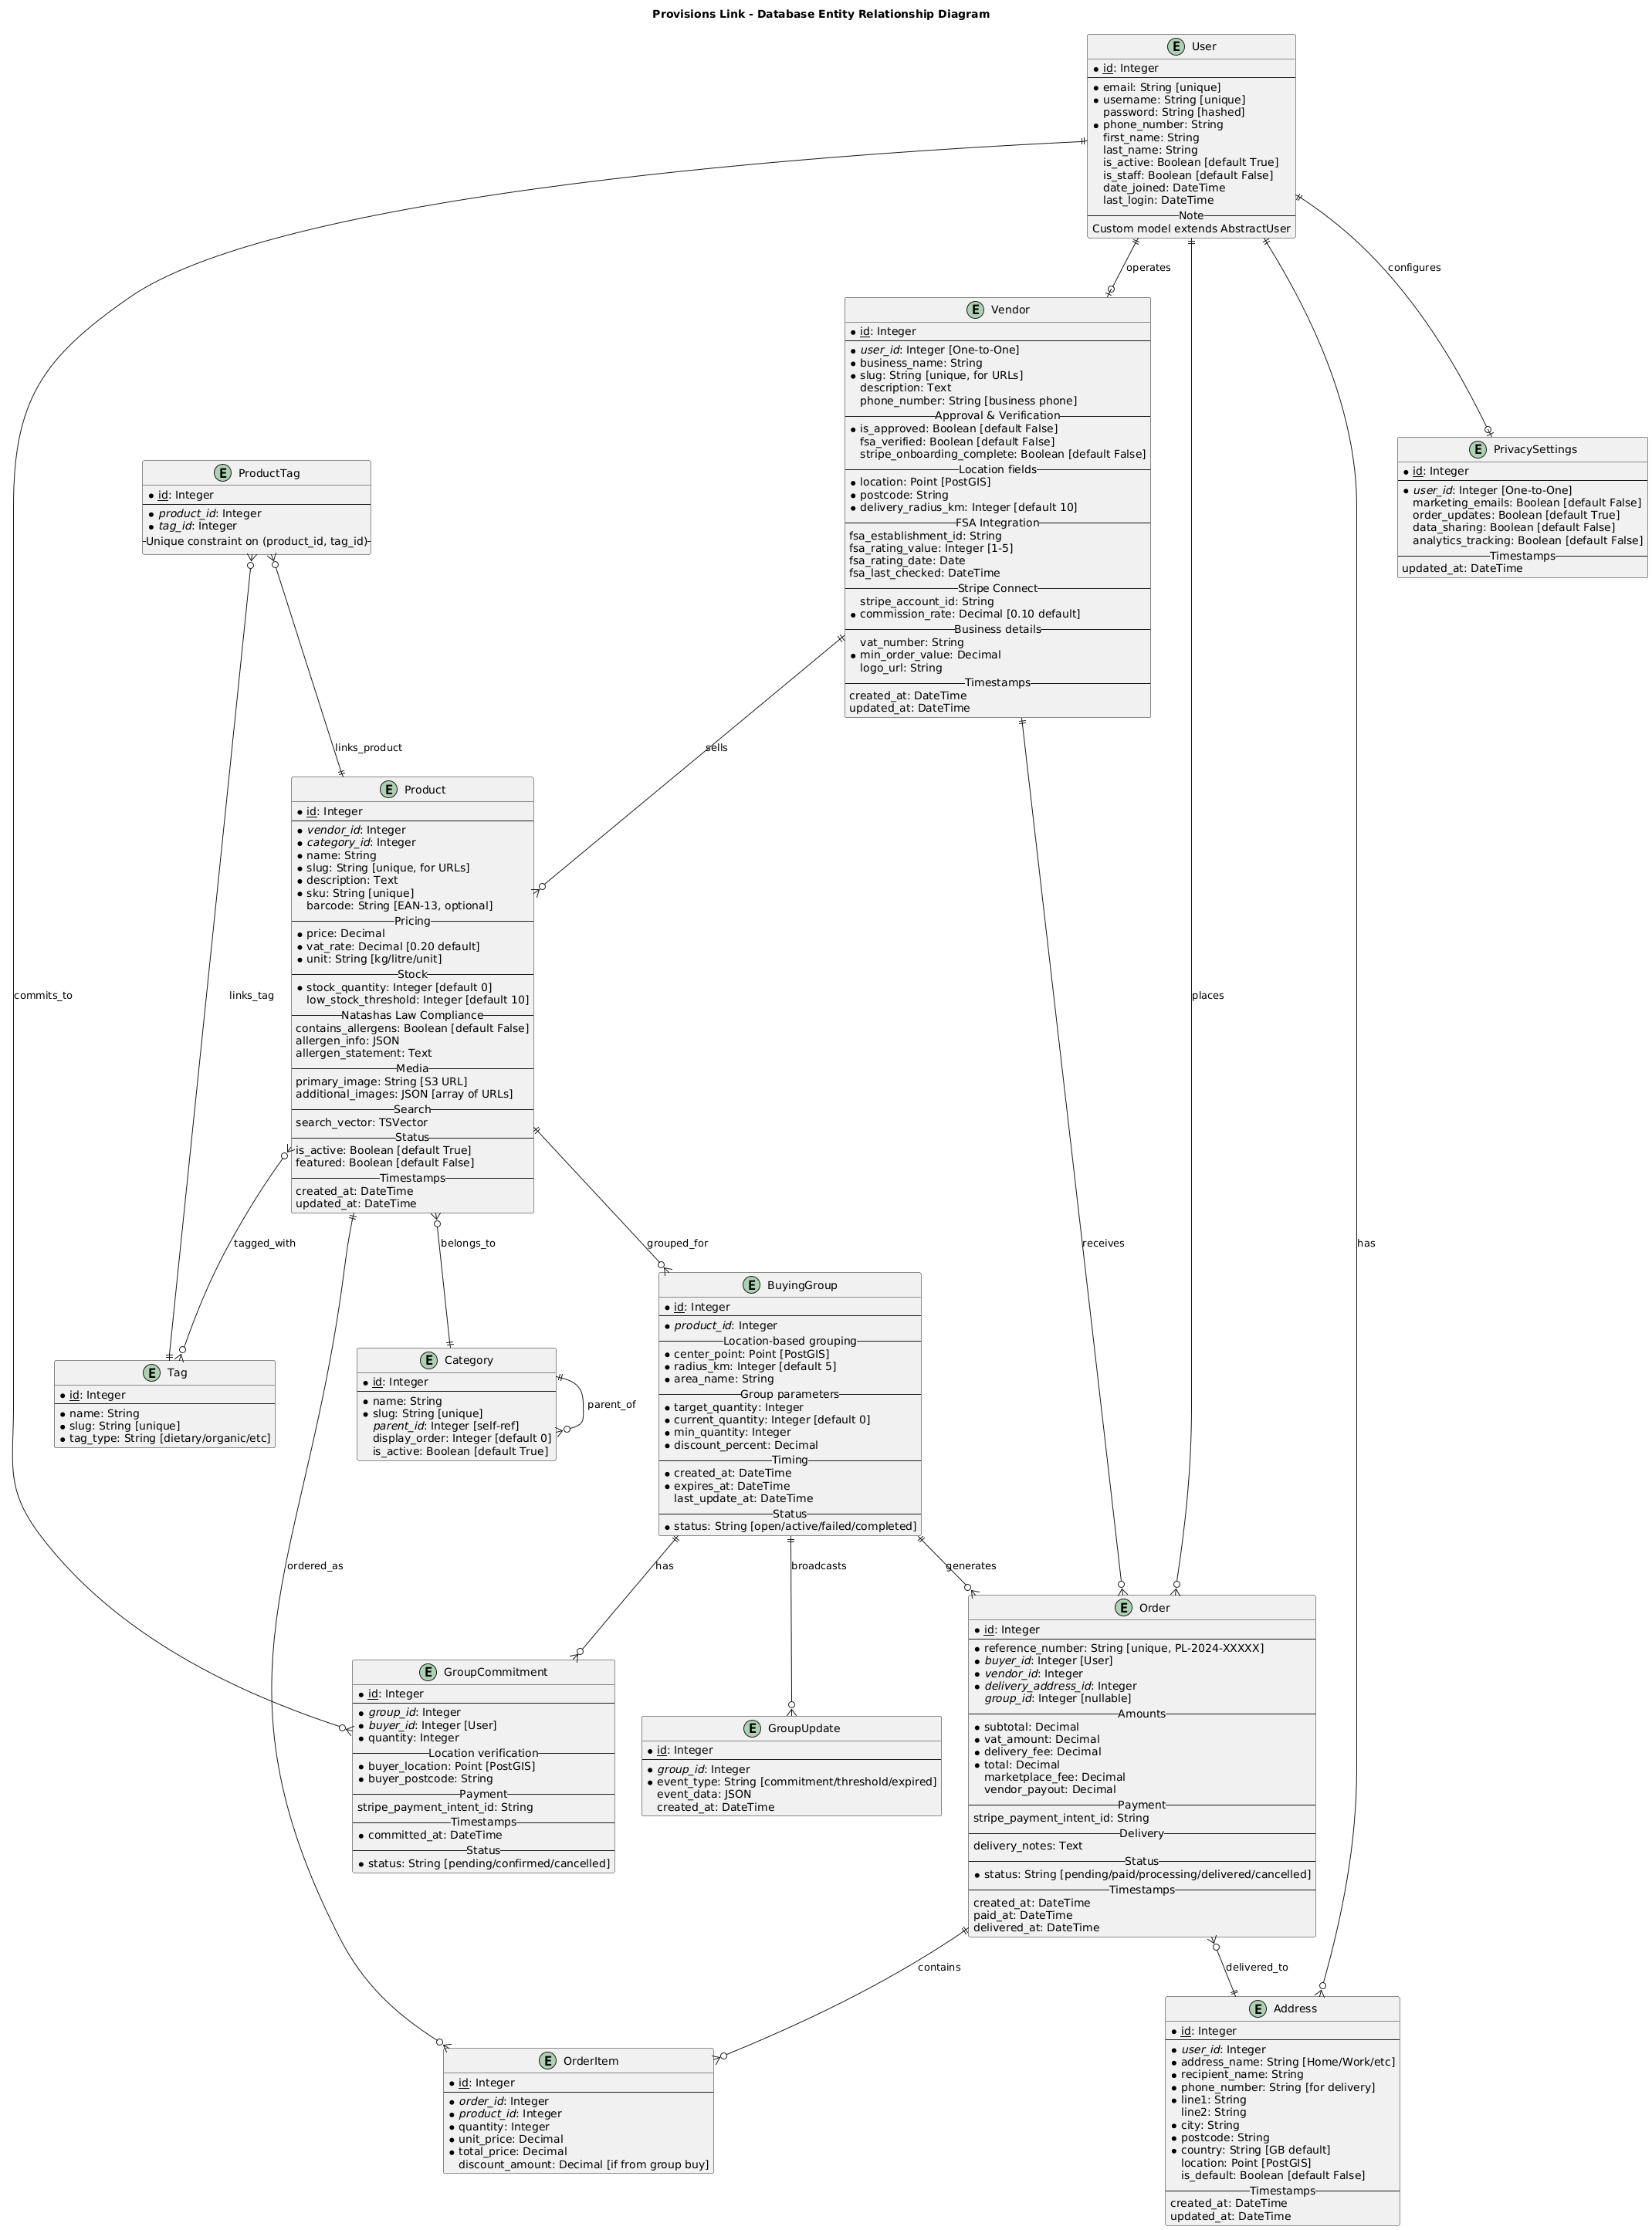 Provisions Link - Database Entity Relationship Diagram
E User
* id: Integer
* email: String [unique]
* username: String [unique]
password: String [hashed]
* phone_number: String
first_name: String
last_name: String
is_active: Boolean [default True]
is_staff: Boolean [default False]
date_joined: DateTime
last_login: DateTime
Note
Custom model extends AbstractUser
operates
configures
E Vendor
* id: Integer
* user_id: Integer [One-to-One]
* business_name: String
* slug: String [unique, for URLs]
description: Text
phone_number: String [business phone]
Approval & Verification
* is_approved: Boolean [default False]
fsa_verified: Boolean [default False]
stripe_onboarding_complete: Boolean [default False]
Location fields
* location: Point [PostGIS]
* postcode: String
* delivery_radius_km: Integer [default 10]
FSA Integration
fsa_establishment_id: String
fsa_rating_value: Integer [1-5]
fsa_rating_date: Date
fsa_last_checked: DateTime
Stripe Connect
stripe_account_id: String
* commission_rate: Decimal [0.10 default]
Business details
vat_number: String
* min_order_value: Decimal
logo_url: String
Timestamps
created_at: DateTime
updated_at: DateTime
E PrivacySettings
* id: Integer
* user_id: Integer [One-to-One]
marketing_emails: Boolean [default False]
order_updates: Boolean [default True]
data_sharing: Boolean [default False]
analytics_tracking: Boolean [default False]
Timestamps
updated_at: DateTime
E ProductTag
* id: Integer
* product_id: Integer
* tag_id: Integer
Unique constraint on (product_id, tag_id)
links_product
sells
E Product
* id: Integer
* vendor_id: Integer
* category_id: Integer
* name: String
* slug: String [unique, for URLs]
* description: Text
* sku: String [unique]
barcode: String [EAN-13, optional]
Pricing
* price: Decimal
* vat_rate: Decimal [0.20 default]
* unit: String [kg/litre/unit]
Stock
* stock_quantity: Integer [default 0]
low_stock_threshold: Integer [default 10]
Natashas Law Compliance
contains_allergens: Boolean [default False]
allergen_info: JSON
allergen_statement: Text
Media
primary_image: String [S3 URL]
additional_images: JSON [array of URLs]
Search
search_vector: TSVector
Status
is_active: Boolean [default True]
featured: Boolean [default False]
Timestamps
created_at: DateTime
updated_at: DateTime
commits_to
links_tag
places
tagged_with
belongs_to
grouped_for
receives
has
E Tag
* id: Integer
* name: String
* slug: String [unique]
* tag_type: String [dietary/organic/etc]
E Category
* id: Integer
* name: String
* slug: String [unique]
parent_id: Integer [self-ref]
display_order: Integer [default 0]
is_active: Boolean [default True]
parent_of
E BuyingGroup
* id: Integer
* product_id: Integer
Location-based grouping
* center_point: Point [PostGIS]
* radius_km: Integer [default 5]
* area_name: String
Group parameters
* target_quantity: Integer
* current_quantity: Integer [default 0]
* min_quantity: Integer
* discount_percent: Decimal
Timing
* created_at: DateTime
* expires_at: DateTime
last_update_at: DateTime
Status
* status: String [open/active/failed/completed]
ordered_as
has
broadcasts
generates
E GroupCommitment
* id: Integer
* group_id: Integer
* buyer_id: Integer [User]
* quantity: Integer
Location verification
* buyer_location: Point [PostGIS]
* buyer_postcode: String
Payment
stripe_payment_intent_id: String
Timestamps
* committed_at: DateTime
Status
* status: String [pending/confirmed/cancelled]
E GroupUpdate
* id: Integer
* group_id: Integer
* event_type: String [commitment/threshold/expired]
event_data: JSON
created_at: DateTime
E Order
* id: Integer
* reference_number: String [unique, PL-2024-XXXXX]
* buyer_id: Integer [User]
* vendor_id: Integer
* delivery_address_id: Integer
group_id: Integer [nullable]
Amounts
* subtotal: Decimal
* vat_amount: Decimal
* delivery_fee: Decimal
* total: Decimal
marketplace_fee: Decimal
vendor_payout: Decimal
Payment
stripe_payment_intent_id: String
Delivery
delivery_notes: Text
Status
* status: String [pending/paid/processing/delivered/cancelled]
Timestamps
created_at: DateTime
paid_at: DateTime
delivered_at: DateTime
contains
delivered_to
E OrderItem
* id: Integer
* order_id: Integer
* product_id: Integer
* quantity: Integer
* unit_price: Decimal
* total_price: Decimal
discount_amount: Decimal [if from group buy]
E Address
* id: Integer
* user_id: Integer
* address_name: String [Home/Work/etc]
* recipient_name: String
* phone_number: String [for delivery]
* line1: String
line2: String
* city: String
* postcode: String
* country: String [GB default]
location: Point [PostGIS]
is_default: Boolean [default False]
Timestamps
created_at: DateTime
updated_at: DateTime